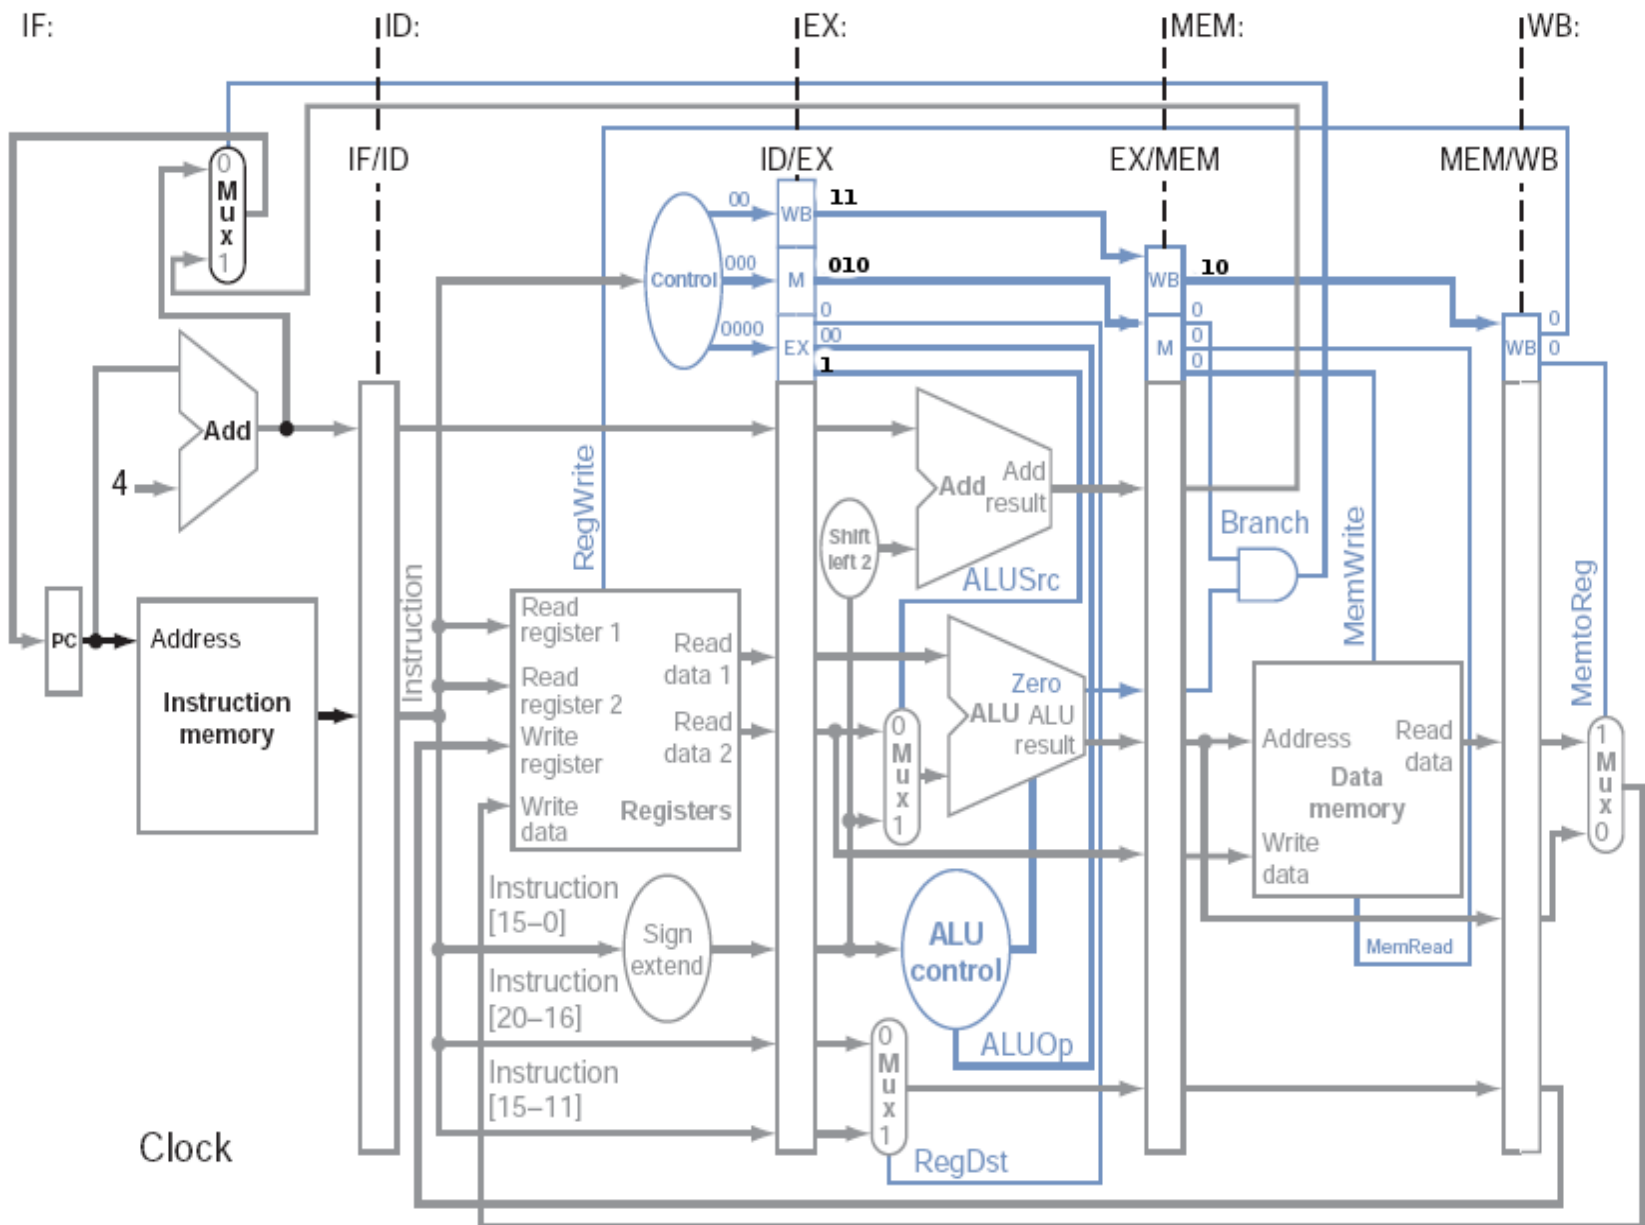 IF:
ID:
EX:
MEM:
WB:
IF/ID
ID/EX
EX/MEM
MEM/WB
0
Mux
1
Control
00
000
0000
WB
M
EX
11
010
0
00
1
WB
M
10
0
0
0
WB
0
0
Add
4
RegWrite
Add
Add
result
Shift
left 2
ALUSrc
Branch
MemWrite
MemtoReg
PC
Address
Instruction
memory
Instruction
Read
register 1
Read
register 2
Write
register
Write
data
Read
data 1
Read
data 2
Registers
0
Mux
1
Zero
ALU
ALU
result
Address
Read
data
Data
memory
Write
data
1
Mux
0
MemRead
Instruction
[15–0]
Sign
extend
ALU
control
Instruction
[20–16]
ALUOp
Instruction
[15–11]
0
Mux
1
RegDst
Clock